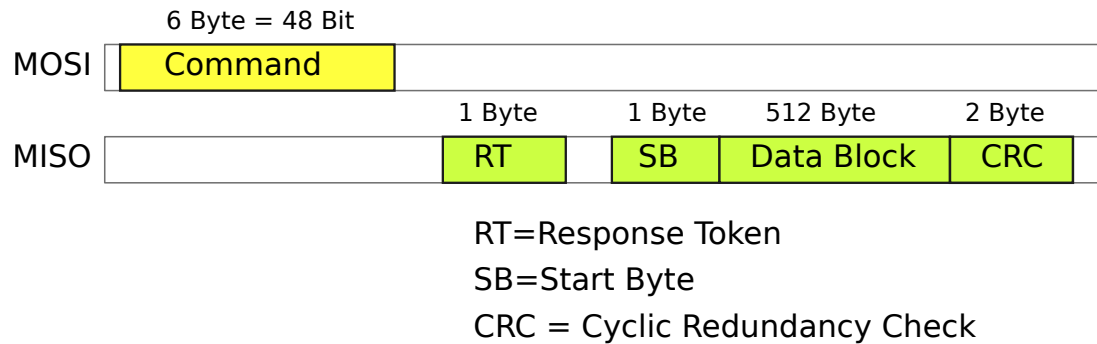 6 Byte = 48 Bit
MOSI Command
1 Byte 1 Byte 512 Byte 2 Byte
MISO RT SB Data Block CRC
RT=Response Token
SB=Start Byte
CRC = Cyclic Redundancy Check